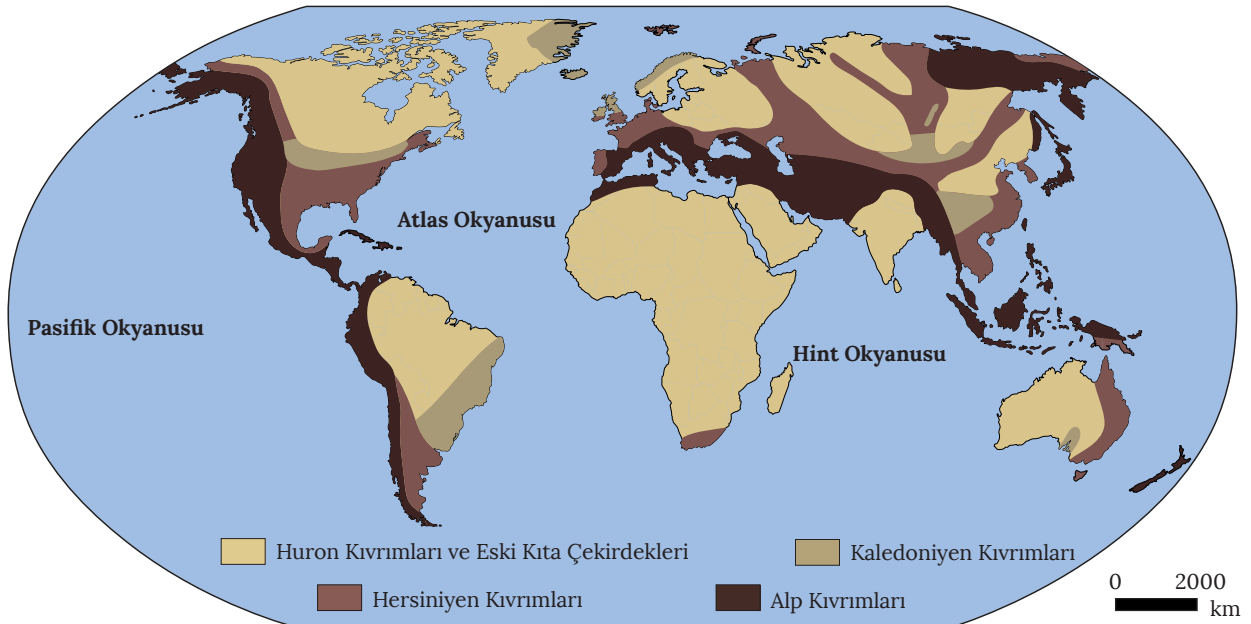 Atlas Okyanusu
Pasifik Okyanusu
Hint Okyanusu
Huron Kıvrımları ve Eski Kıta Çekirdekleri
Kaledoniyen Kıvrımları
Hersiniyen Kıvrımları
Alp Kıvrımları
0 2000
km